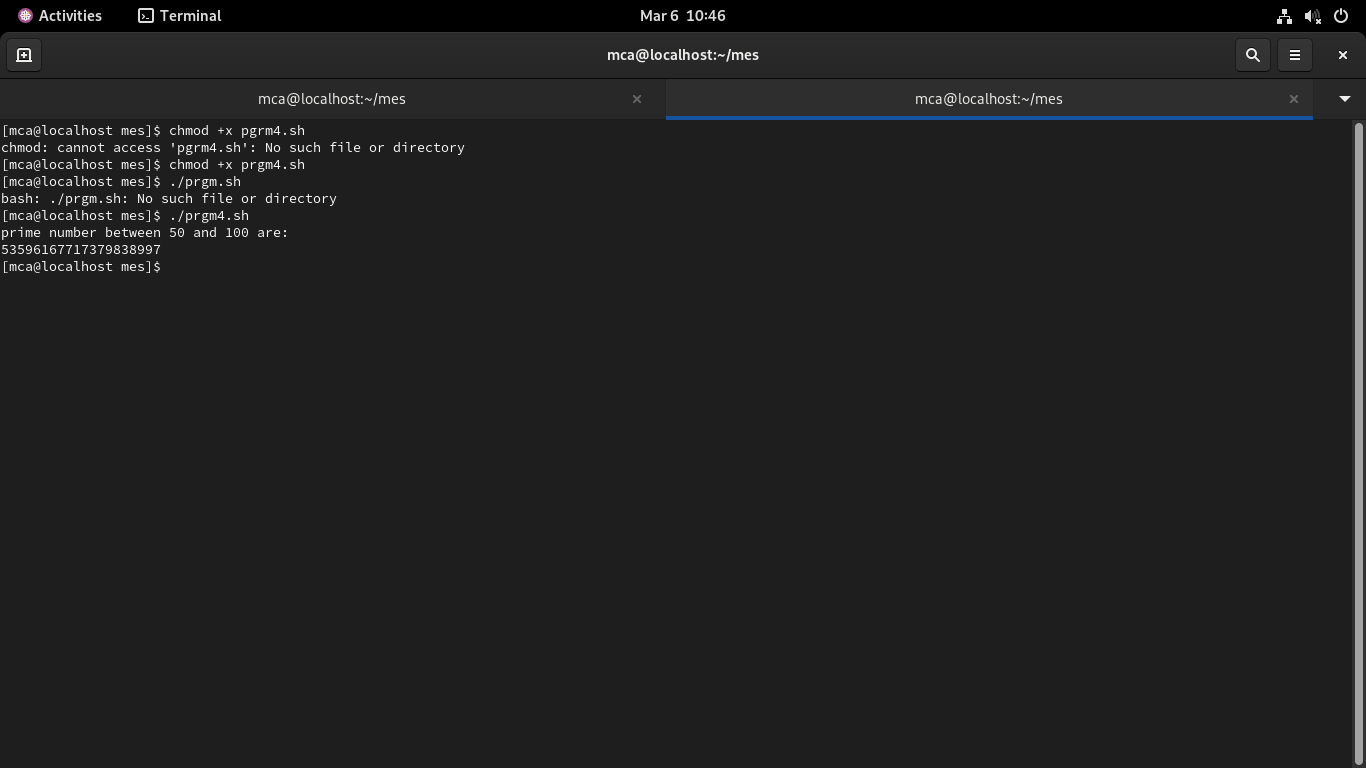 Activities
Terminal
Mar 6 10:46
mca@localhost:~/mes
mca@localhost:~/mes
mca@localhost:~/mes
[mca@localhost mes]$ chmod +x pgrm4.sh
chmod: cannot access 'pgrm4.sh': No such file or directory
[mca@localhost mes]$ chmod +x prgm4.sh
[mca@localhost mes]$ ./prgm.sh
bash: ./prgm.sh: No such file or directory
[mca@localhost mes]$ ./prgm4.sh
prime number between 50 and 100 are:
53596167717379838997
[mca@localhost mes]$